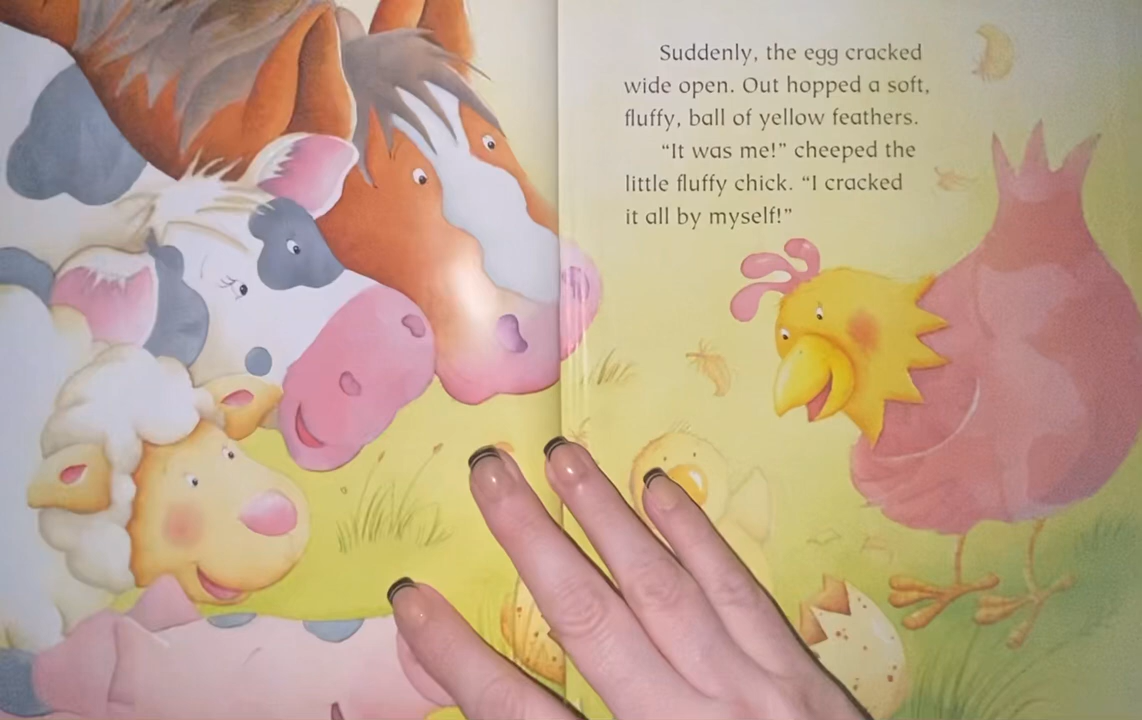 Suddenly, the egg cracked
wide open. Out hopped a soft,
fluffy, ball of yellow feathers.
“It was me!” cheeped the
little fluffy chick. “I cracked
it all by myself!”